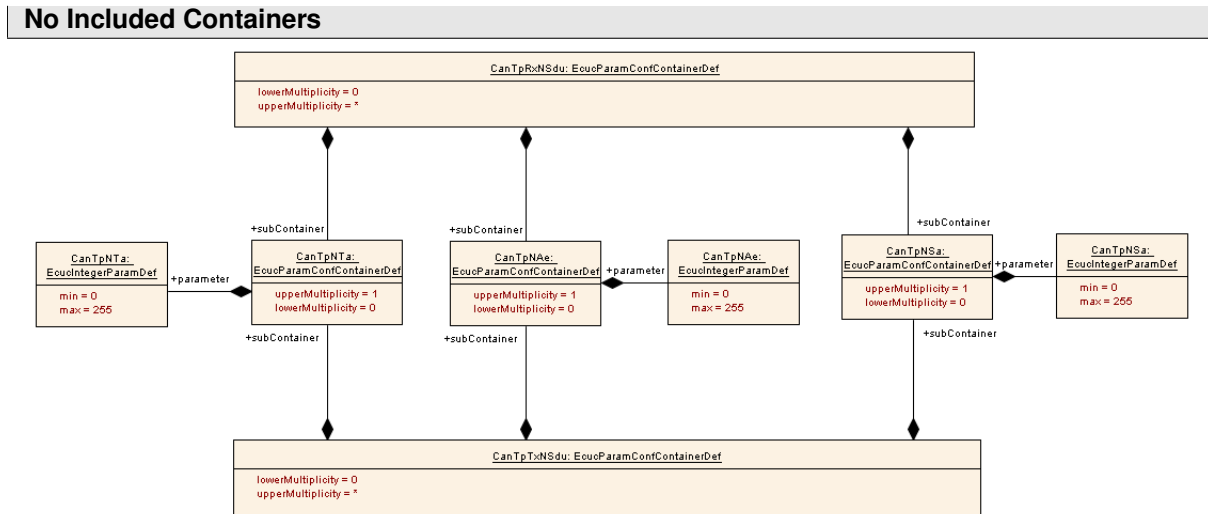 No Included Containers
CanTpRxNSdu: EcucParamConfContainerDef
lowerMultiplicity = 0
upperMultiplicity = *
+subContainer
+subContainer
+subContainer
CanTpNTa:
EcucIntegerParamDef
min = 0
max = 255
+parameter
CanTpNTa:
EcucParamConfContainerDef
upperMultiplicity = 1
lowerMultiplicity = 0
CanTpNAe:
EcucParamConfContainerDef
upperMultiplicity = 1
lowerMultiplicity = 0
+parameter
CanTpNAe:
EcucIntegerParamDef
min = 0
max = 255
CanTpNSa:
EcucParamConfContainerDef
upperMultiplicity = 1
lowerMultiplicity = 0
+parameter
CanTpNSa:
EcucIntegerParamDef
min = 0
max = 255
+subContainer
+subContainer
+subContainer
CanTpTxNSdu: EcucParamConfContainerDef
lowerMultiplicity = 0
upperMultiplicity = *